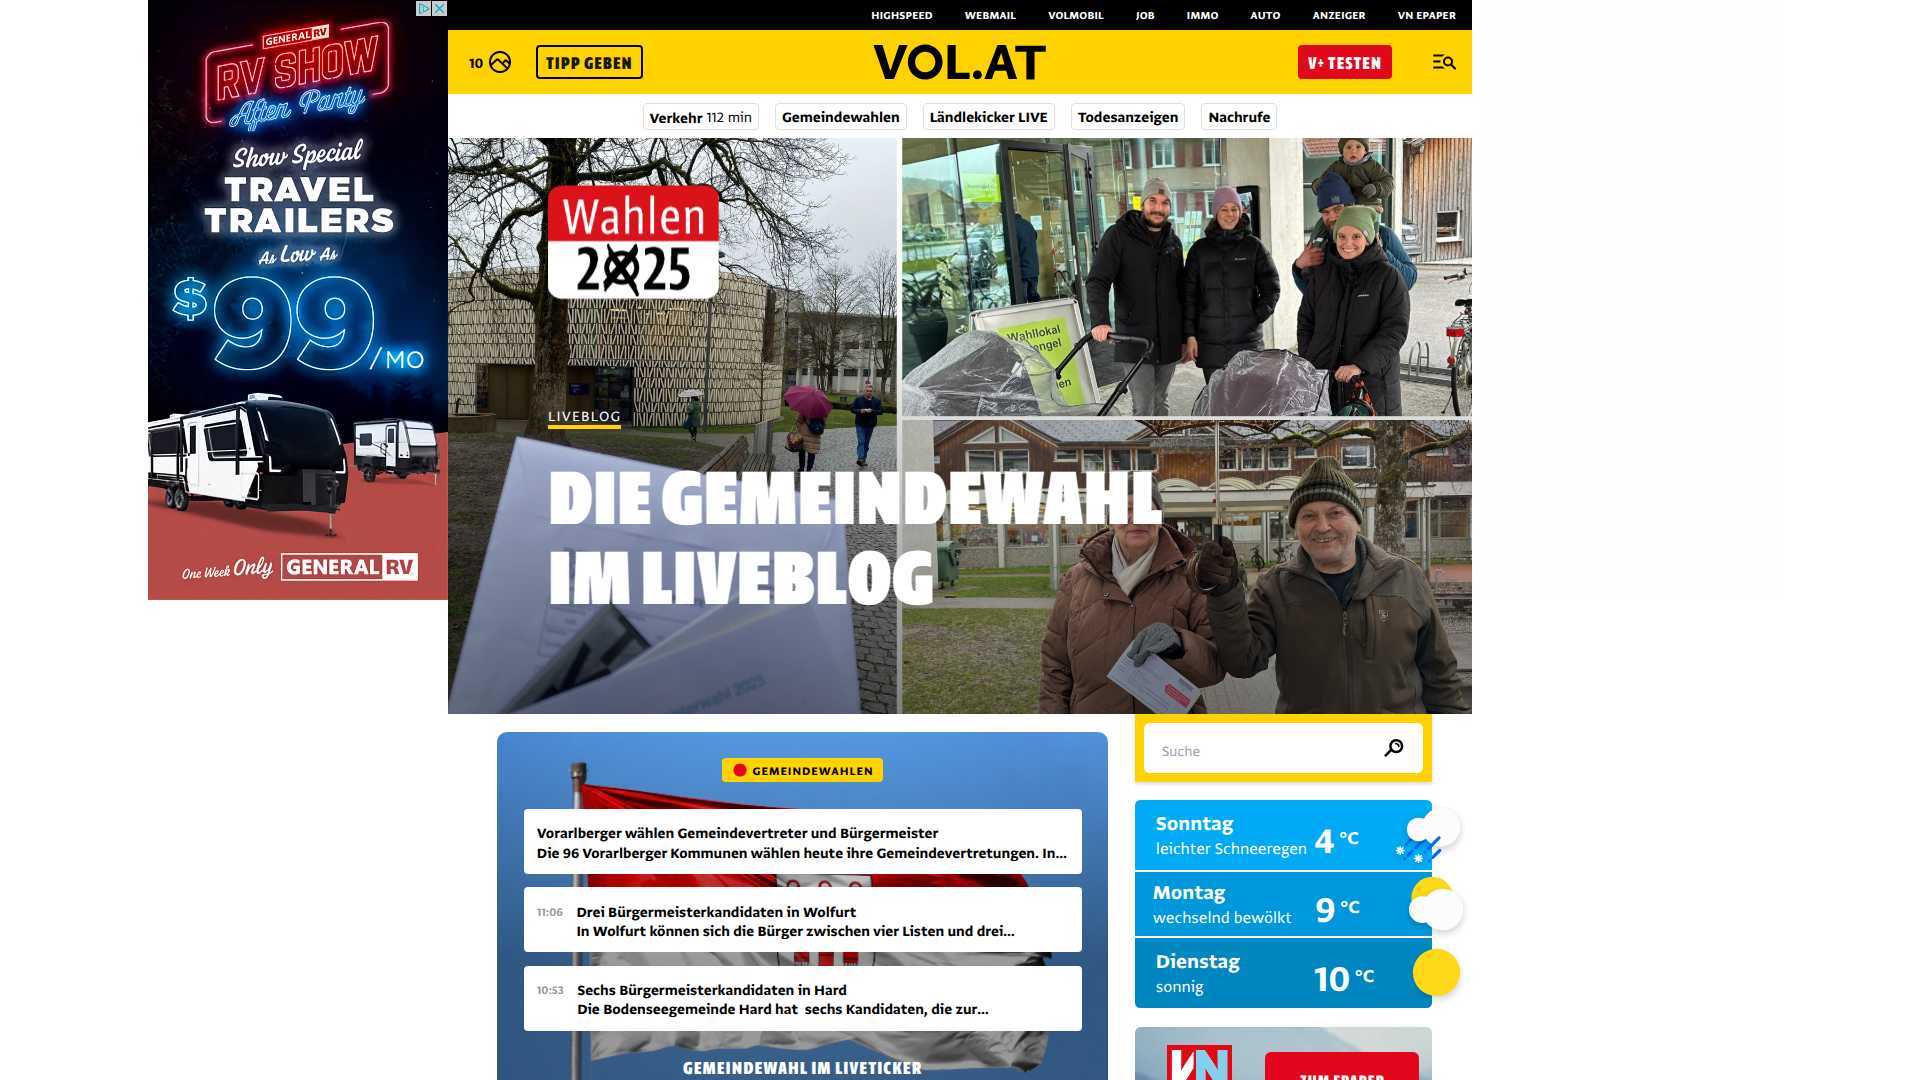 HIGHSPEED WEBMAIL VOLMOBIL JOB IMMO AUTO ANZEIGER VN EPAPER
10 TIPP GEBEN VOL.AT V+ TESTEN
Verkehr 112 min Gemeindewahlen Ländlekicker LIVE Todesanzeigen Nachrufe
GENERAL RV
RV SHOW
After Party
Show Special
TRAVEL
TRAILERS
As Low As
$99/MO
One Week Only GENERAL RV
Wahlen
2025
Wahllokal
LIVEBLOG
DIE GEMEINDEWAHL
IM LIVEBLOG
GEMEINDEWAHLEN
Vorarlberger wählen Gemeindevertreter und Bürgermeister
Die 96 Vorarlberger Kommunen wählen heute ihre Gemeindevertretungen. In...
11:06 Drei Bürgermeisterkandidaten in Wolfurt
In Wolfurt können sich die Bürger zwischen vier Listen und drei...
10:53 Sechs Bürgermeisterkandidaten in Hard
Die Bodenseegemeinde Hard hat sechs Kandidaten, die zur...
GEMEINDEWAHL IM LIVETICKER
Suche
Sonntag
leichter Schneeregen 4 °C
Montag
wechselnd bewölkt 9 °C
Dienstag
sonnig 10 °C
VN
ZUM EPAPER